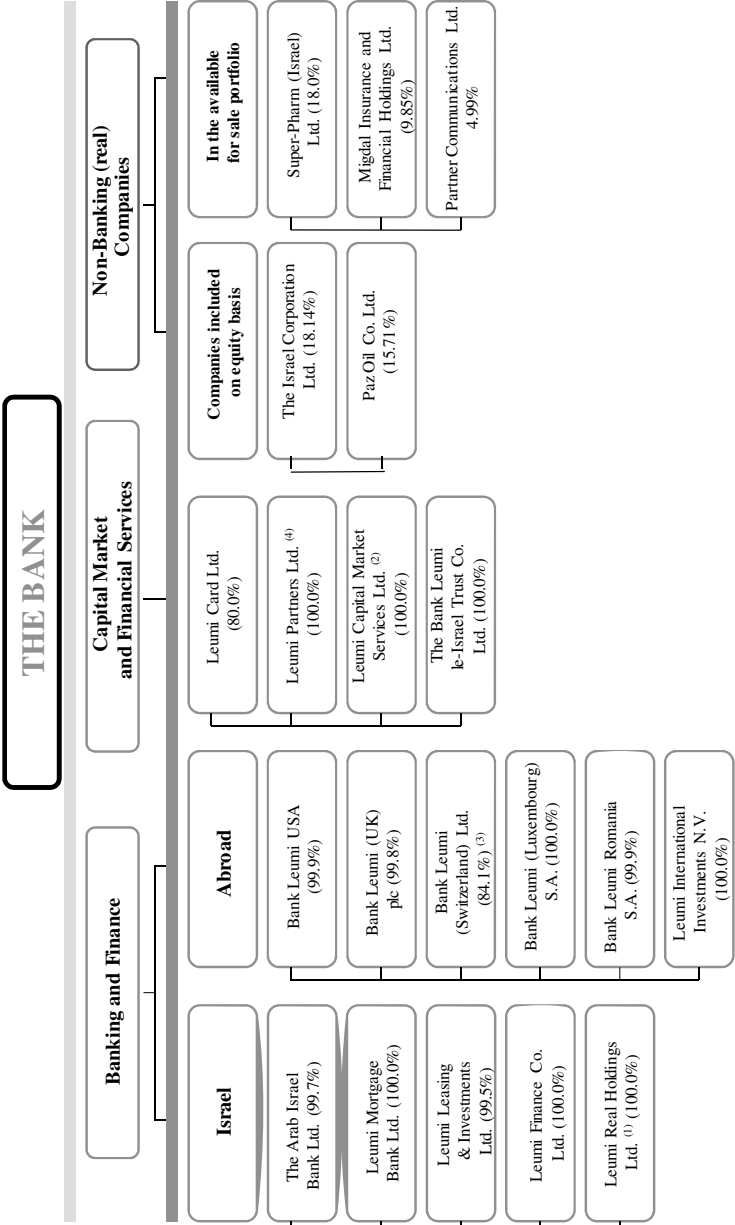 THE BANK
Banking and Finance
Capital Market
and Financial Services
Non-Banking (real)
Companies
Israel
The Arab Israel
Bank Ltd. (99.7%)
Leumi Mortgage
Bank Ltd. (100.0%)
Leumi Leasing
& Investments
Ltd. (99.5%)
Leumi Finance Co.
Ltd. (100.0%)
Leumi Real Holdings
Ltd. (1) (100.0%)
Abroad
Bank Leumi USA
(99.9%)
Bank Leumi (UK)
plc (99.8%)
Bank Leumi
(Switzerland) Ltd.
(84.1%) (3)
Bank Leumi (Luxembourg)
S.A. (100.0%)
Bank Leumi Romania
S.A. (99.9%)
Leumi International
Investments N.V.
(100.0%)
Leumi Card Ltd.
(80.0%)
Leumi Partners Ltd. (4)
(100.0%)
Leumi Capital Market
Services Ltd. (2)
(100.0%)
The Bank Leumi
le-Israel Trust Co.
Ltd. (100.0%)
Companies included
on equity basis
The Israel Corporation
Ltd. (18.14%)
Paz Oil Co. Ltd.
(15.71%)
In the available
for sale portfolio
Super-Pharm (Israel)
Ltd. (18.0%)
Migdal Insurance and
Financial Holdings Ltd.
(9.85%)
Partner Communications Ltd.
4.99%